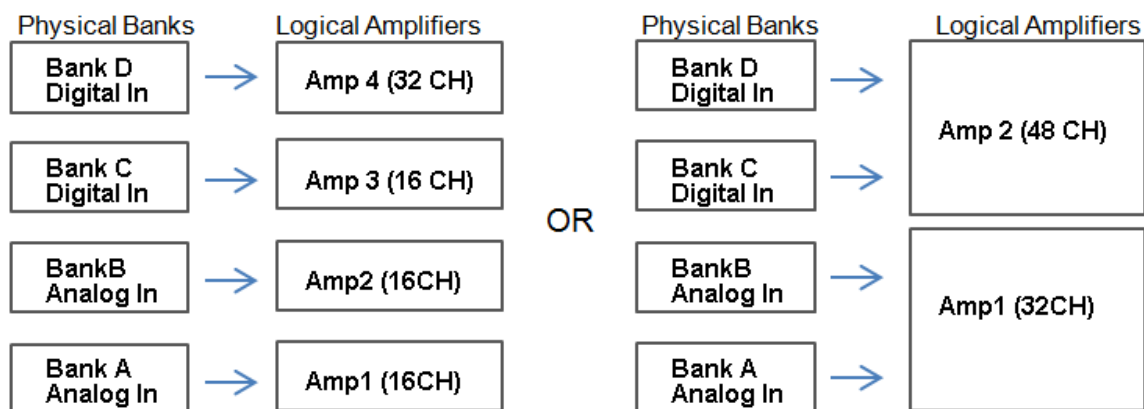 Physical Banks
Logical Amplifiers
Bank D
Digital In
Amp 4 (32 CH)
Bank C
Digital In
Amp 3 (16 CH)
BankB
Analog In
Amp2 (16CH)
Bank A
Analog In
Amp1 (16CH)
OR
Physical Banks
Logical Amplifiers
Bank D
Digital In
Bank C
Digital In
Amp 2 (48 CH)
BankB
Analog In
Bank A
Analog In
Amp1 (32CH)